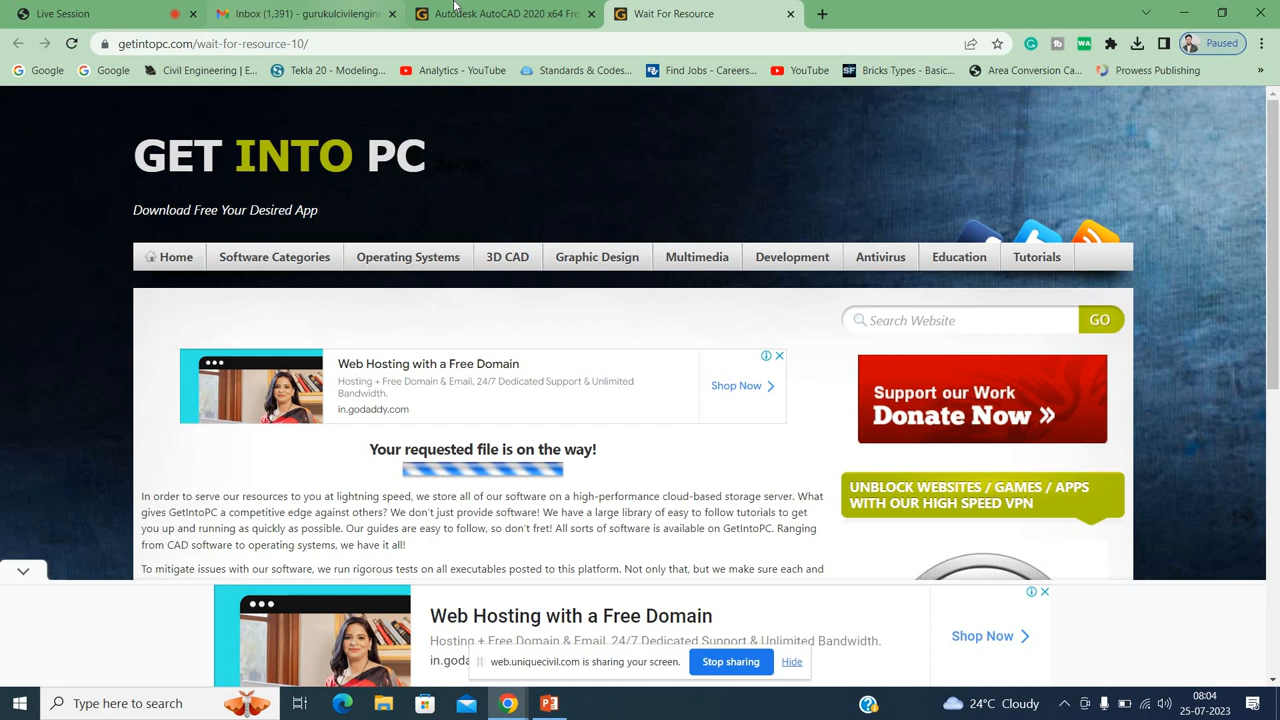 Live Session
Inbox (1,391) - gurukulcivilengin
Autodesk AutoCAD 2020 x64 Fre
Wait For Resource
getintopc.com/wait-for-resource-10/
Paused
Google
Google
Civil Engineering | E...
Tekla 20 - Modeling...
Analytics - YouTube
Standards & Codes...
Find Jobs - Careers...
YouTube
Bricks Types - Basic...
Area Conversion Ca...
Prowess Publishing
»
GET INTO PC
Download Free Your Desired App
Home
Software Categories
Operating Systems
3D CAD
Graphic Design
Multimedia
Development
Antivirus
Education
Tutorials
Search Website
GO
Web Hosting with a Free Domain
Hosting + Free Domain & Email, 24/7 Dedicated Support & Unlimited
Bandwidth.
in.godaddy.com
Shop Now
Support our Work
Donate Now »
Your requested file is on the way!
UNBLOCK WEBSITES / GAMES / APPS
WITH OUR HIGH SPEED VPN
In order to serve our resources to you at lightning speed, we store all of our software on a high-performance cloud-based storage server. What
gives GetIntoPC a competitive edge against others? We don't just provide software! We have a large library of easy to follow tutorials to get
you up and running as quickly as possible. Our guides are easy to follow, so don't fret! All sorts of software is available on GetIntoPC. Ranging
from CAD software to operating systems, we have it all!
To mitigate issues with our software, we run rigorous tests on all executables posted to this platform. Not only that, but we make sure each and
Web Hosting with a Free Domain
Hosting + Free Domain & Email, 24/7 Dedicated Support & Unlimited Bandwidth.
in.goda
Shop Now
web.uniquecivil.com is sharing your screen.
Stop sharing
Hide
Type here to search
24°C Cloudy
08:04
25-07-2023